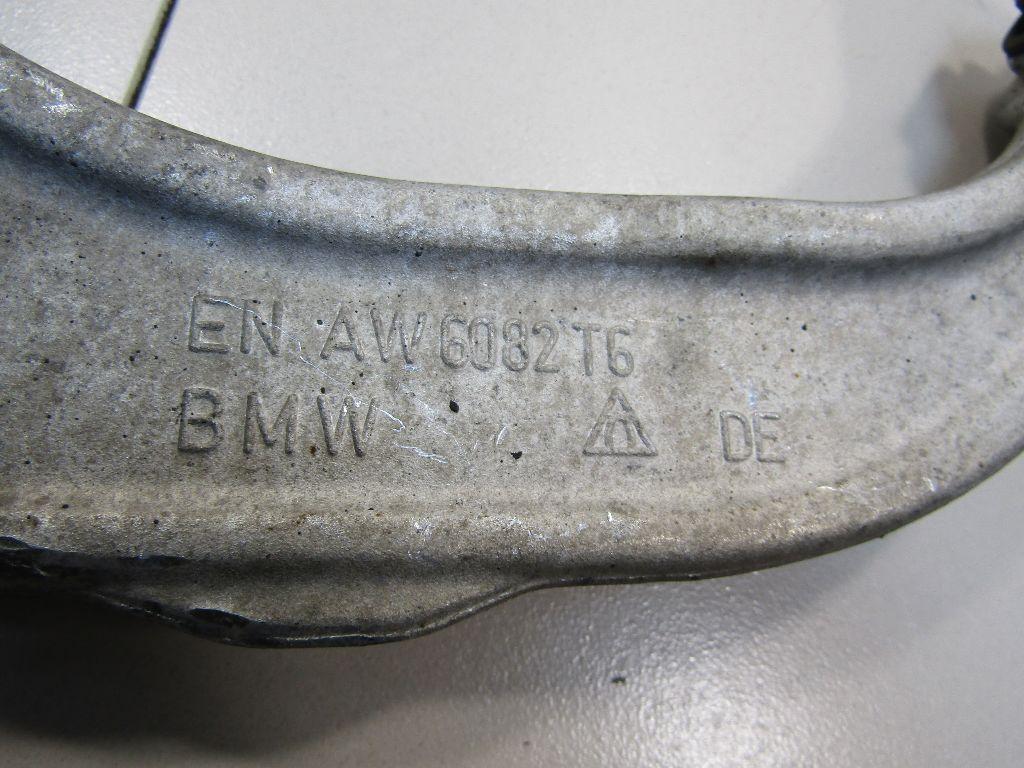 EN AW 6082 T6
BMW DE